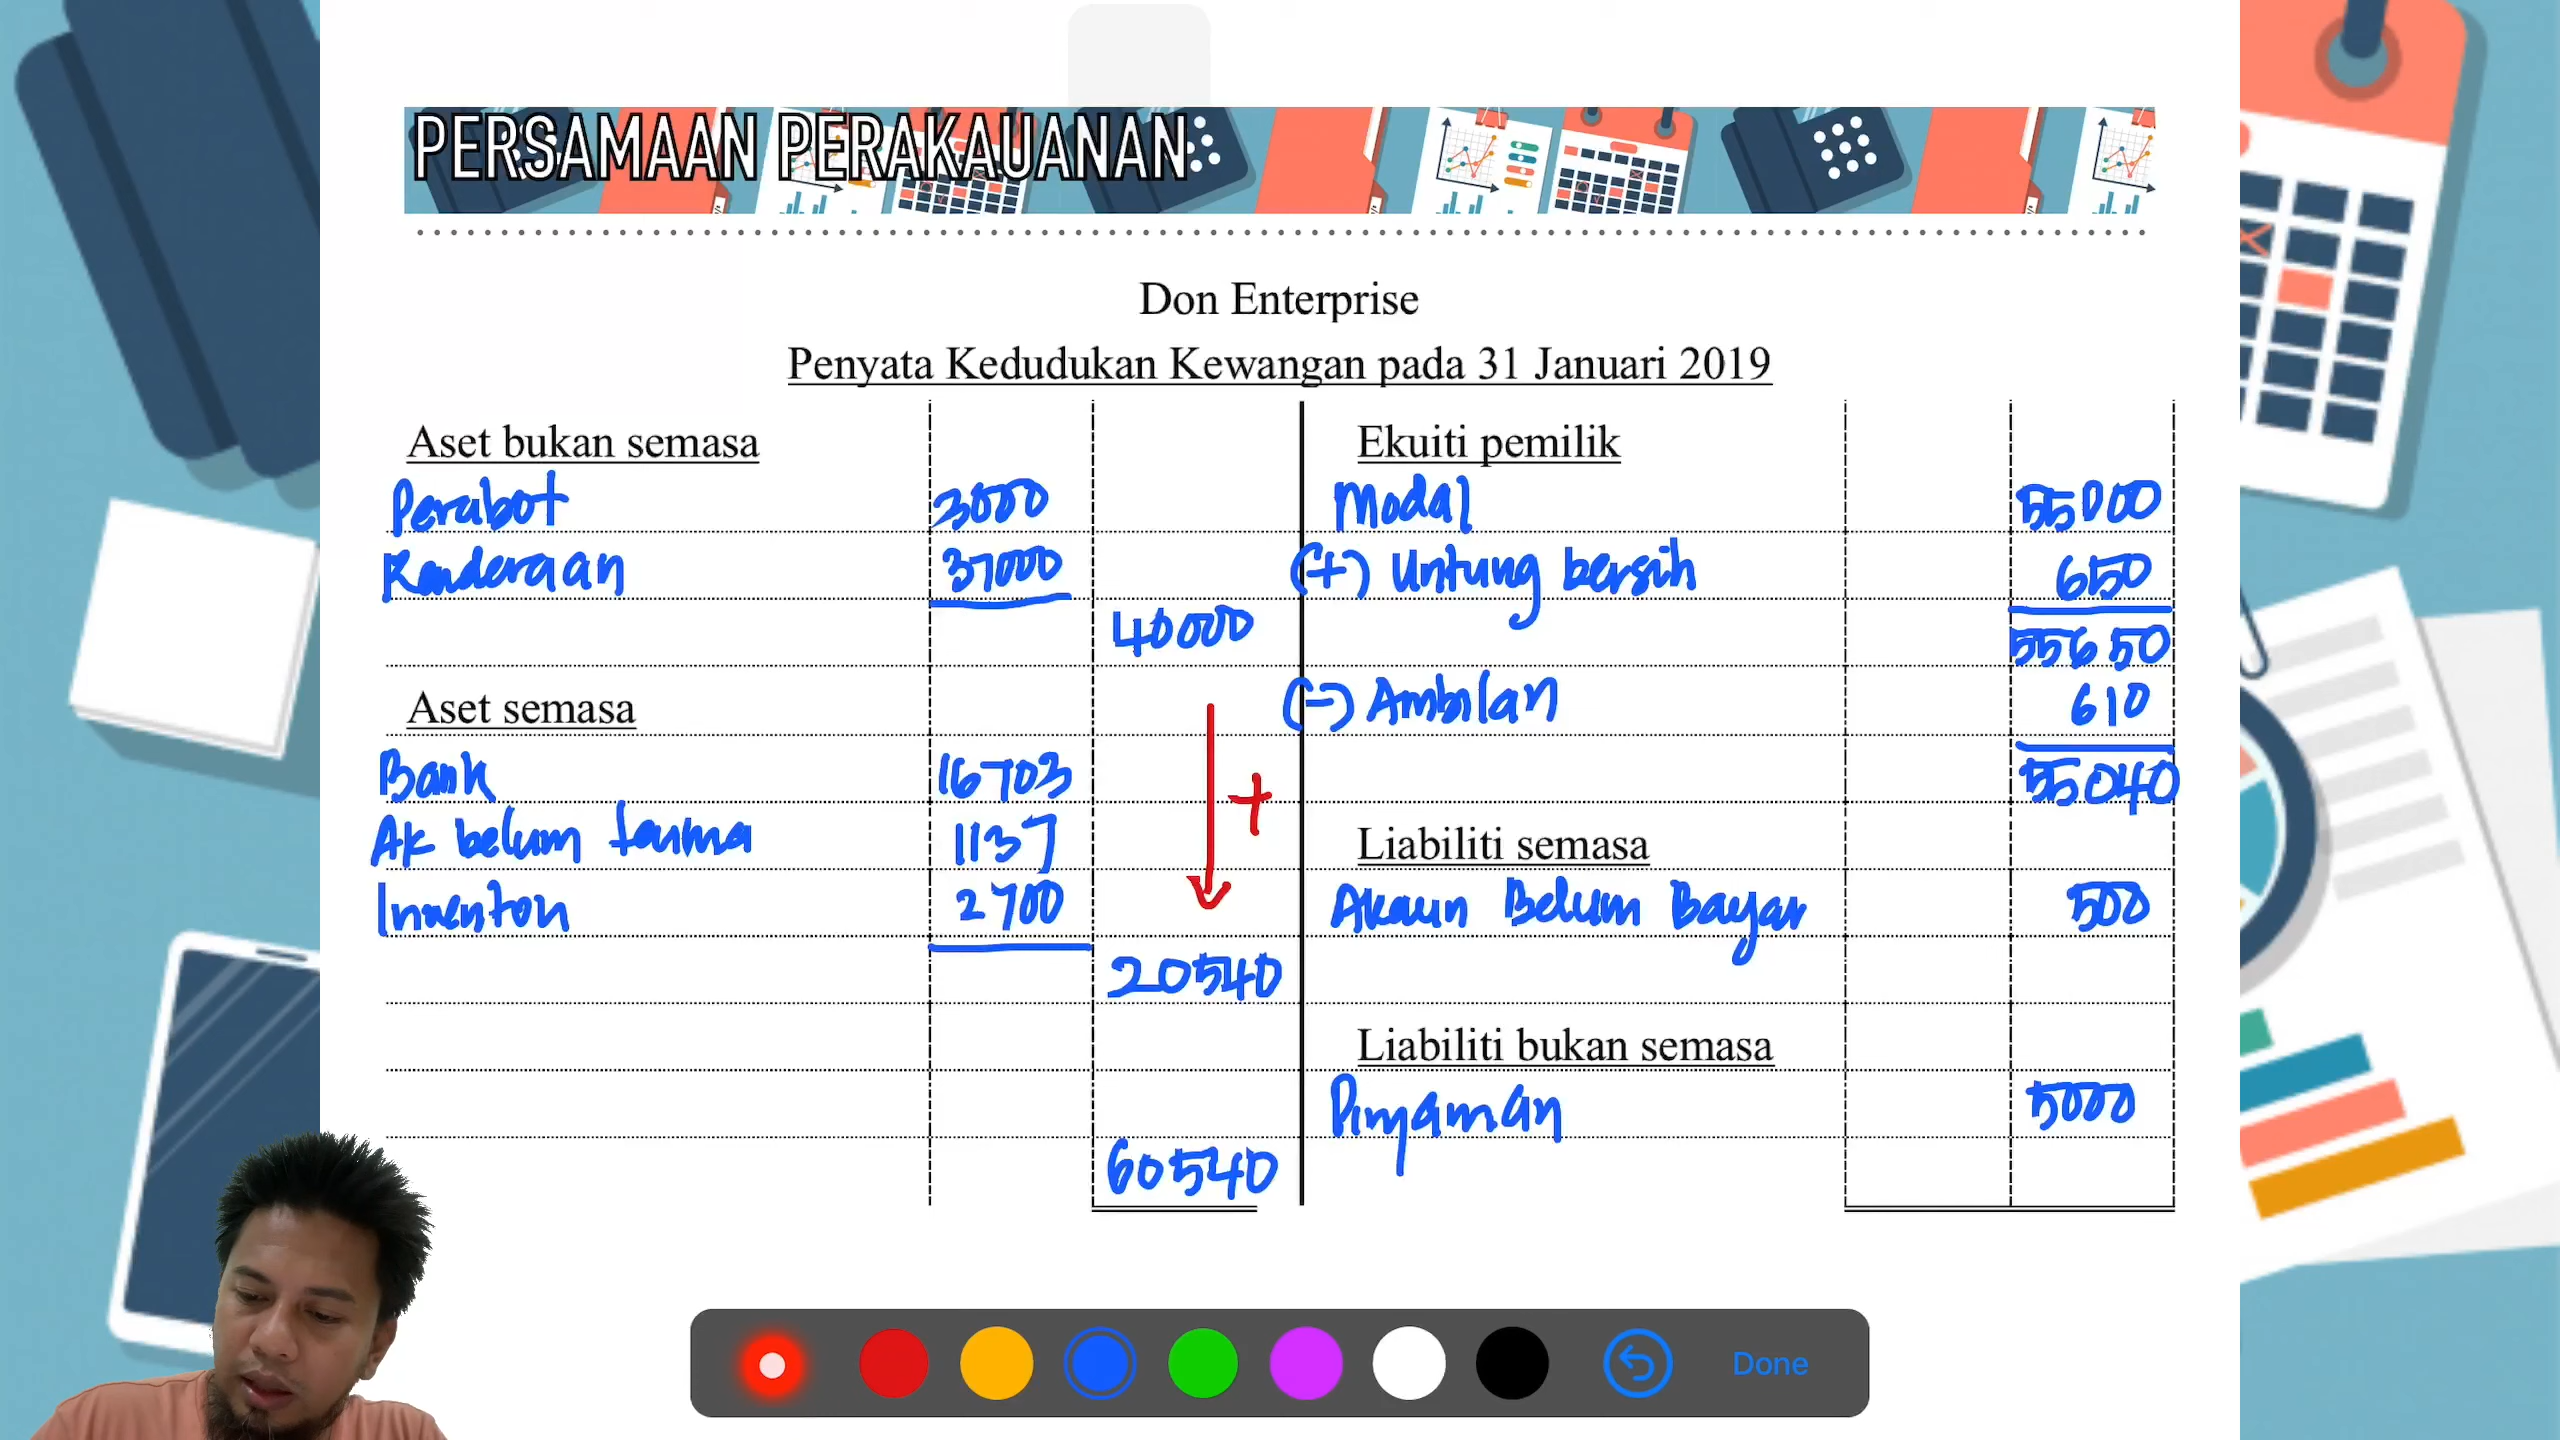 PERSAMAAN PERAKAUANAN
Don Enterprise
Penyata Kedudukan Kewangan pada 31 Januari 2019
Aset bukan semasa
Perabot 3000
Kenderaan 37000
40000
Aset semasa
Bank 16703
Ak belum terima 1137
Inventori 2700
+
20540
60540
Ekuiti pemilik
Modal 55000
(+) Untung bersih 650
55650
(-) Ambilan 610
55040
Liabiliti semasa
Akaun Belum Bayar 500
Liabiliti bukan semasa
Pinjaman 5000
Done